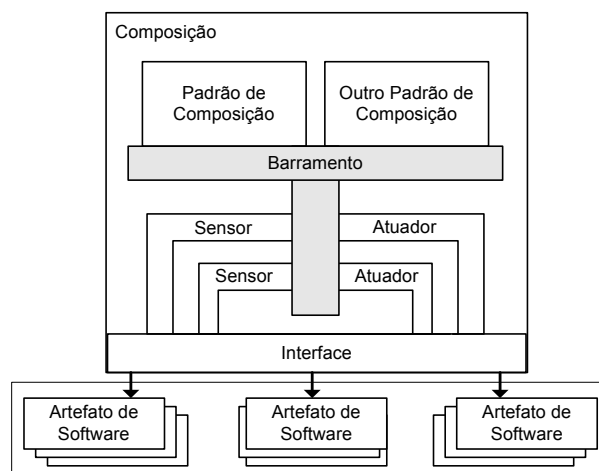 Composição
Padrão de
Composição
Outro Padrão de
Composição
Barramento
Sensor
Atuador
Sensor
Atuador
Interface
Artefato de
Software
Artefato de
Software
Artefato de
Software